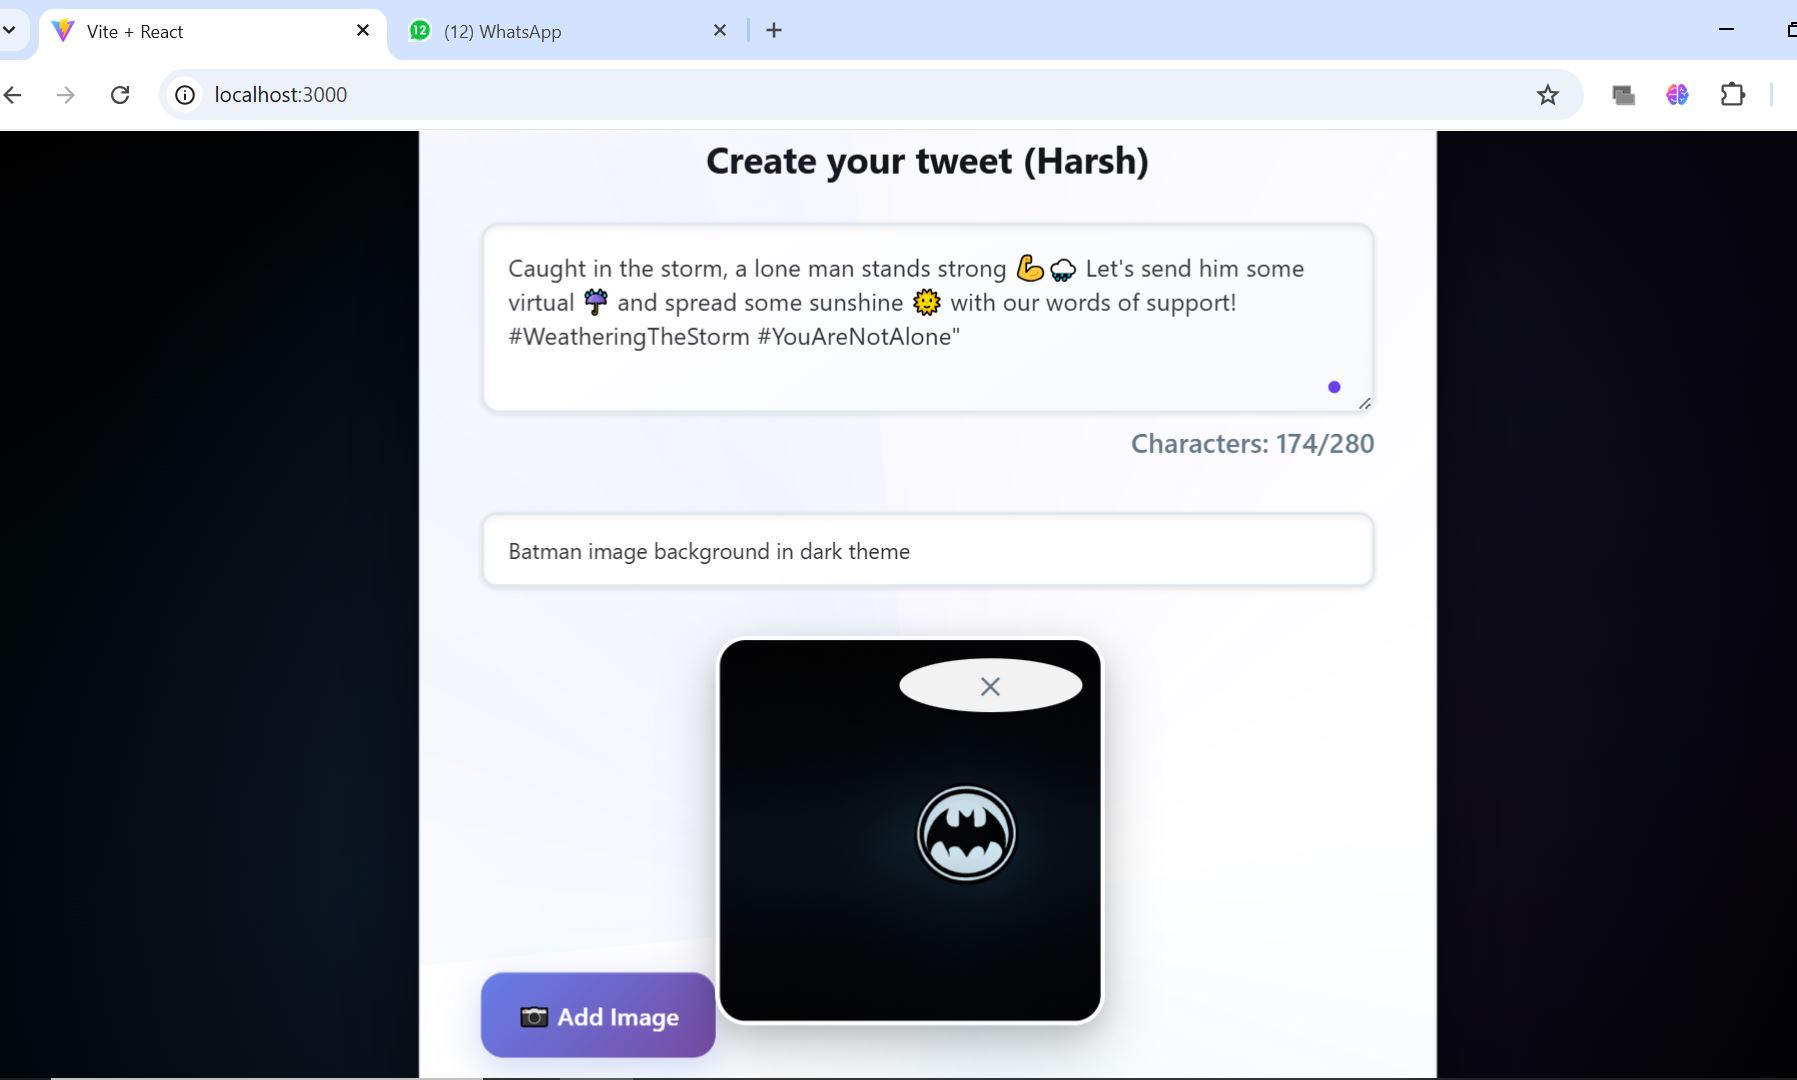 Vite + React
12
(12) WhatsApp
localhost:3000
Create your tweet (Harsh)
Caught in the storm, a lone man stands strong 💪🌧️ Let's send him some
virtual ☔ and spread some sunshine 🌞 with our words of support!
#WeatheringTheStorm #YouAreNotAlone"
Characters: 174/280
Batman image background in dark theme
📷 Add Image